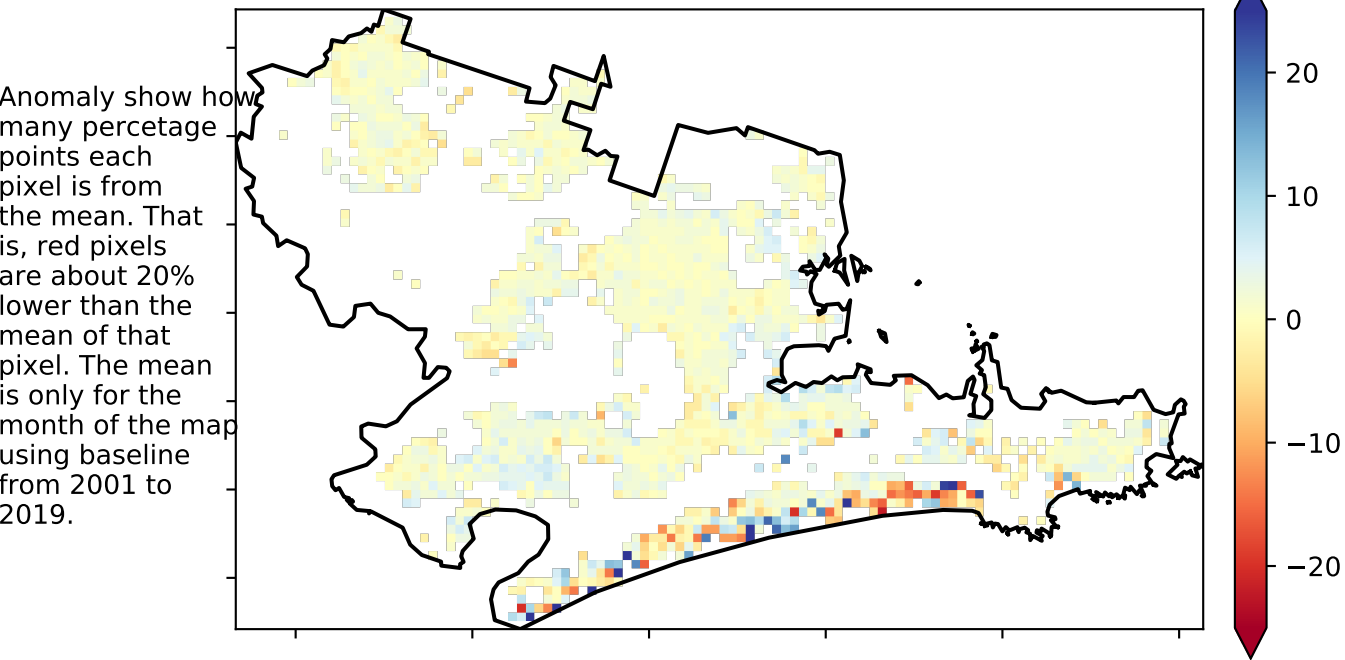 Anomaly show how
many percetage
points each
pixel is from
the mean. That
is, red pixels
are about 20%
lower than the
mean of that
pixel. The mean
is only for the
month of the map
using baseline
from 2001 to
2019.
20
10
0
−10
−20